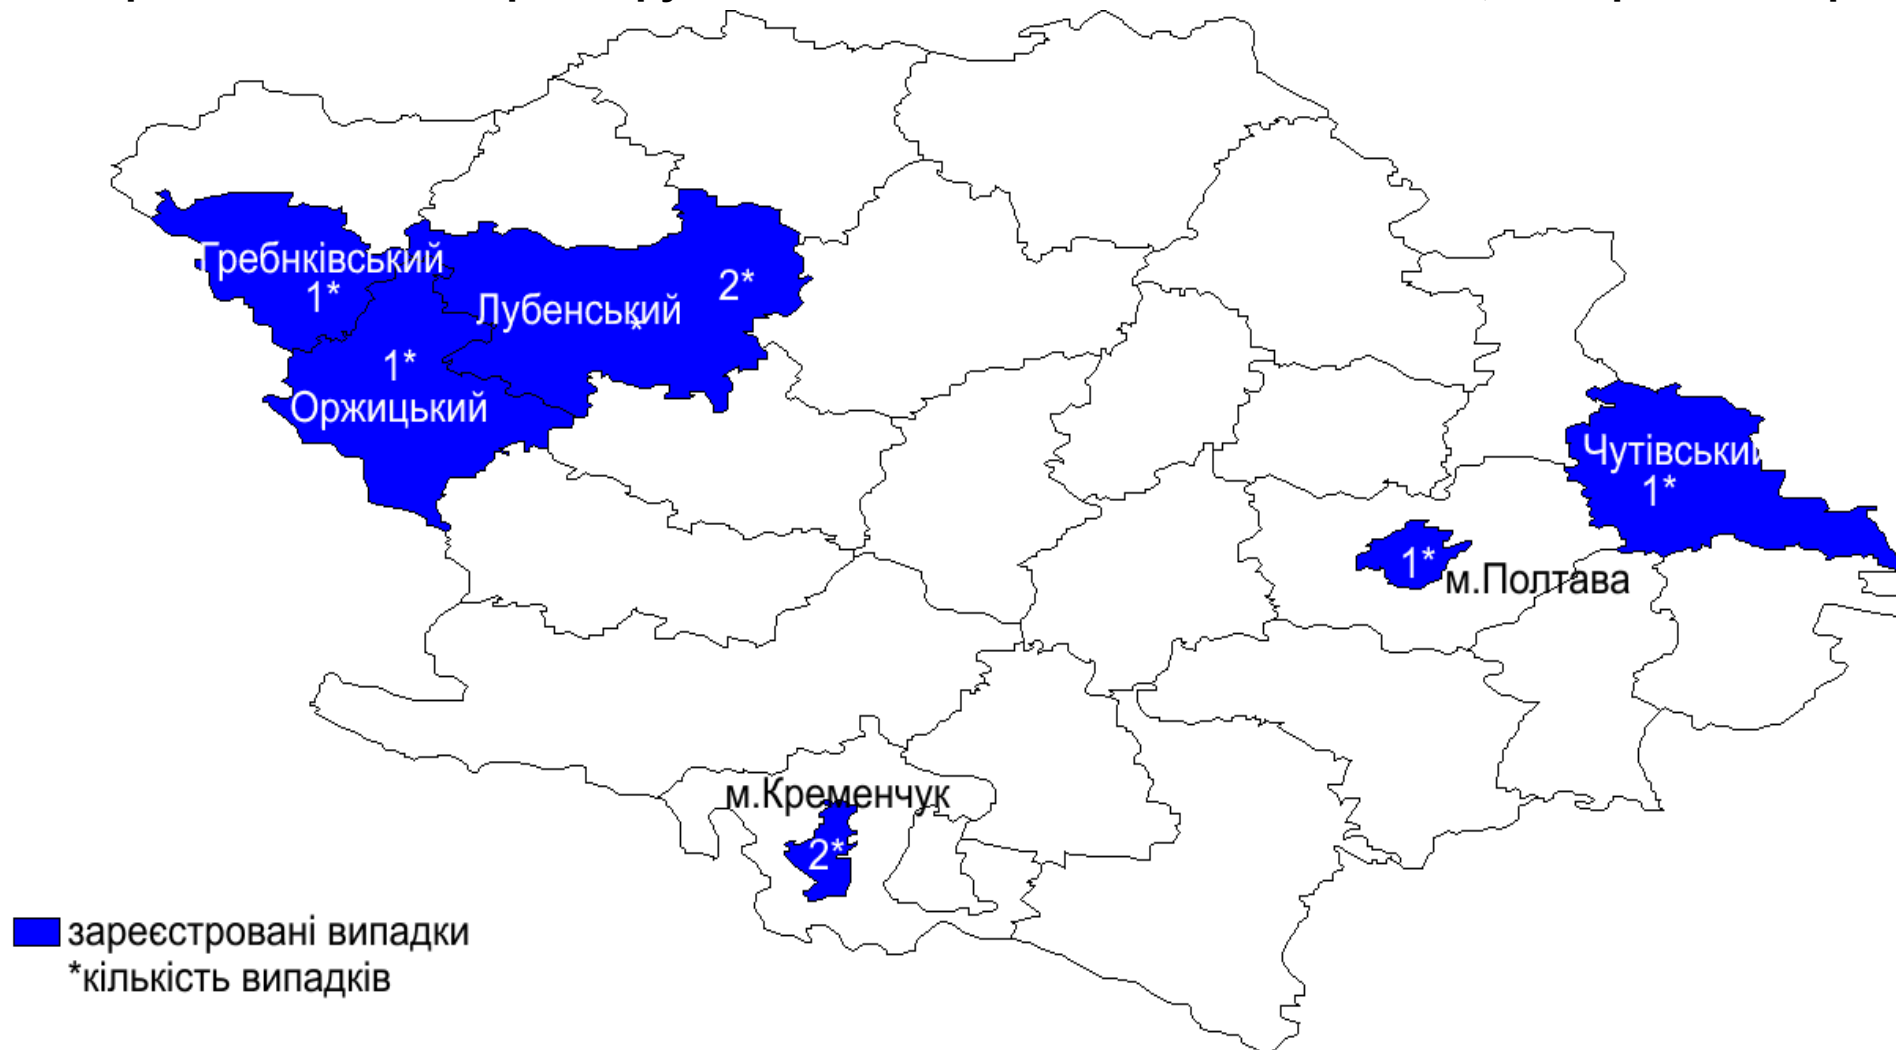 Гребнківський
1*
Лубенський
*
2*
1*
Оржицький
Чутівський
1*
1*
м.Полтава
м.Кременчук
2*
зареєстровані випадки
*кількість випадків